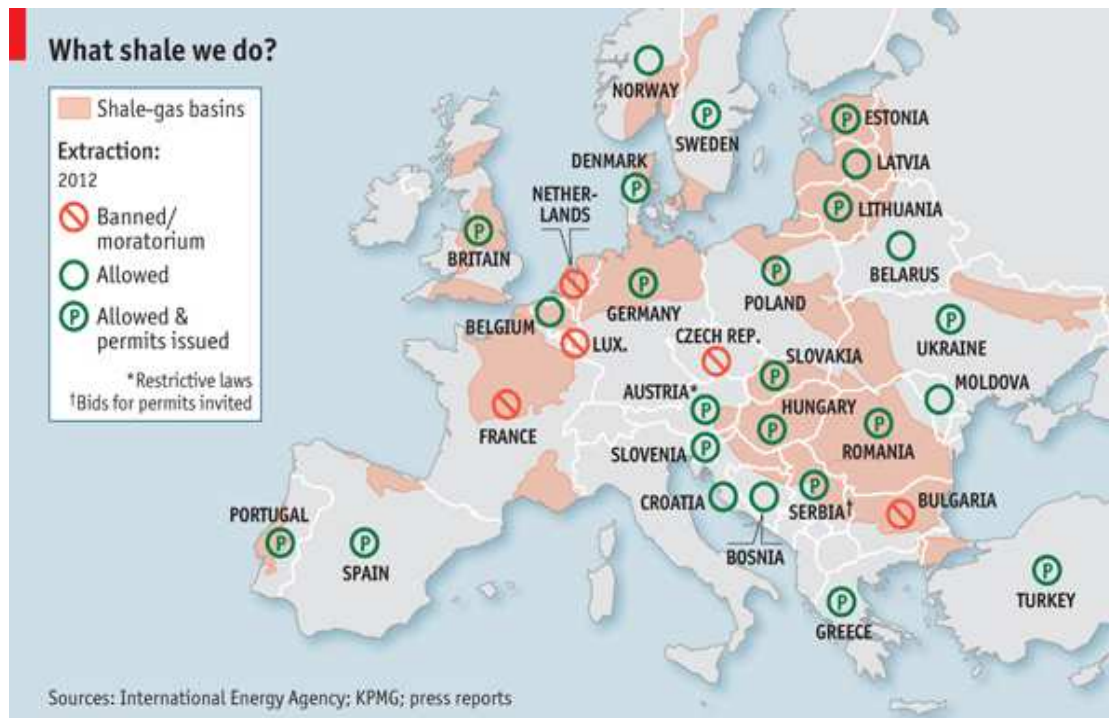 What shale we do?
Shale-gas basins
Extraction:
2012
Banned/
moratorium
Allowed
P Allowed &
permits issued
*Restrictive laws
†Bids for permits invited
NORWAY
P
SWEDEN
P ESTONIA
LATVIA
P LITHUANIA
DENMARK
P
NETHER-
LANDS
P
BRITAIN
BELARUS
P
GERMANY
P
POLAND
BELGIUM
LUX.
CZECH REP.
P
UKRAINE
SLOVAKIA
P
MOLDOVA
AUSTRIA*
P
HUNGARY
P
P
ROMANIA
FRANCE
SLOVENIA P
CROATIA
BOSNIA
P
SERBIA†
BULGARIA
PORTUGAL
P
P
SPAIN
P
GREECE
P
TURKEY
Sources: International Energy Agency; KPMG; press reports